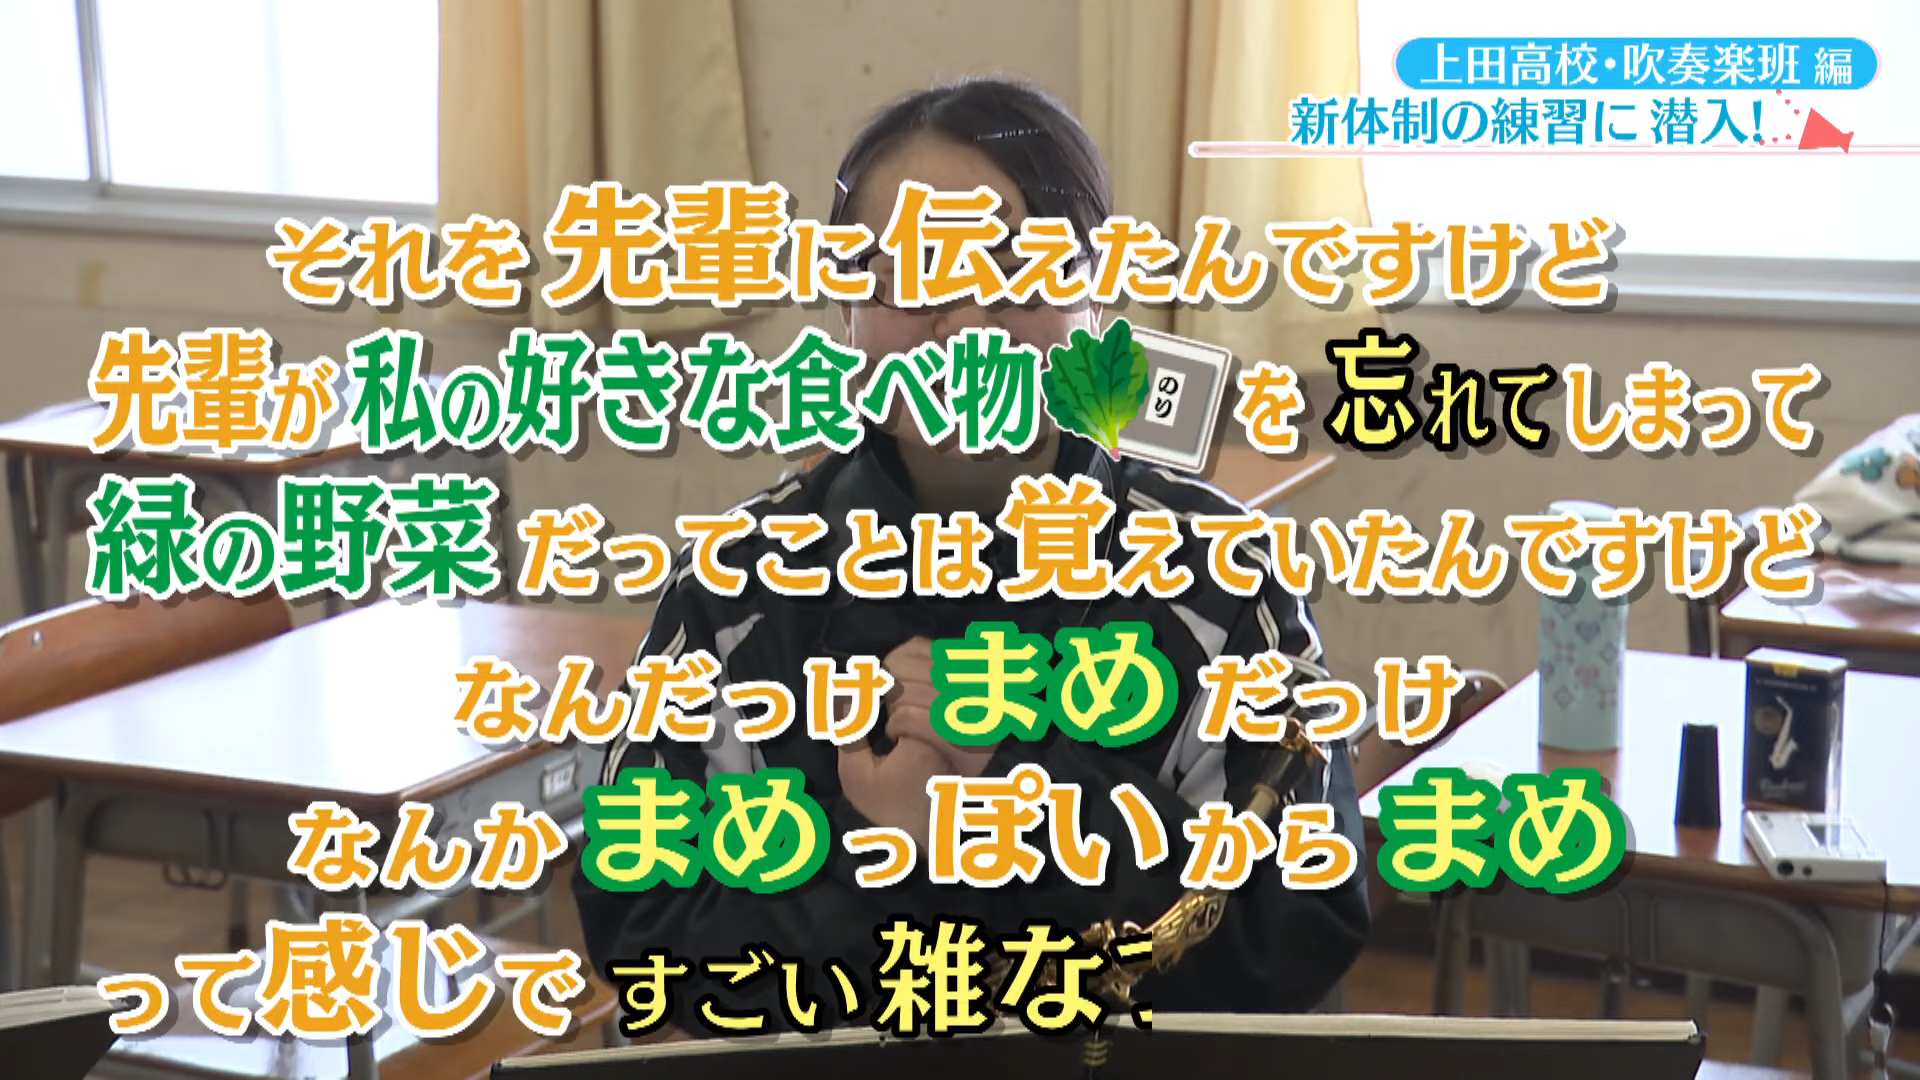 上田高校・吹奏楽班 編
新体制の練習に 潜入!
それを 先輩に 伝えたんですけど
先輩が 私の好きな食べ物 のり を 忘れてしまって
緑の野菜 だってことは 覚えていたんですけど
なんだっけ まめ だっけ
なんか まめ っぽい から まめ
って感じで すごい 雑な